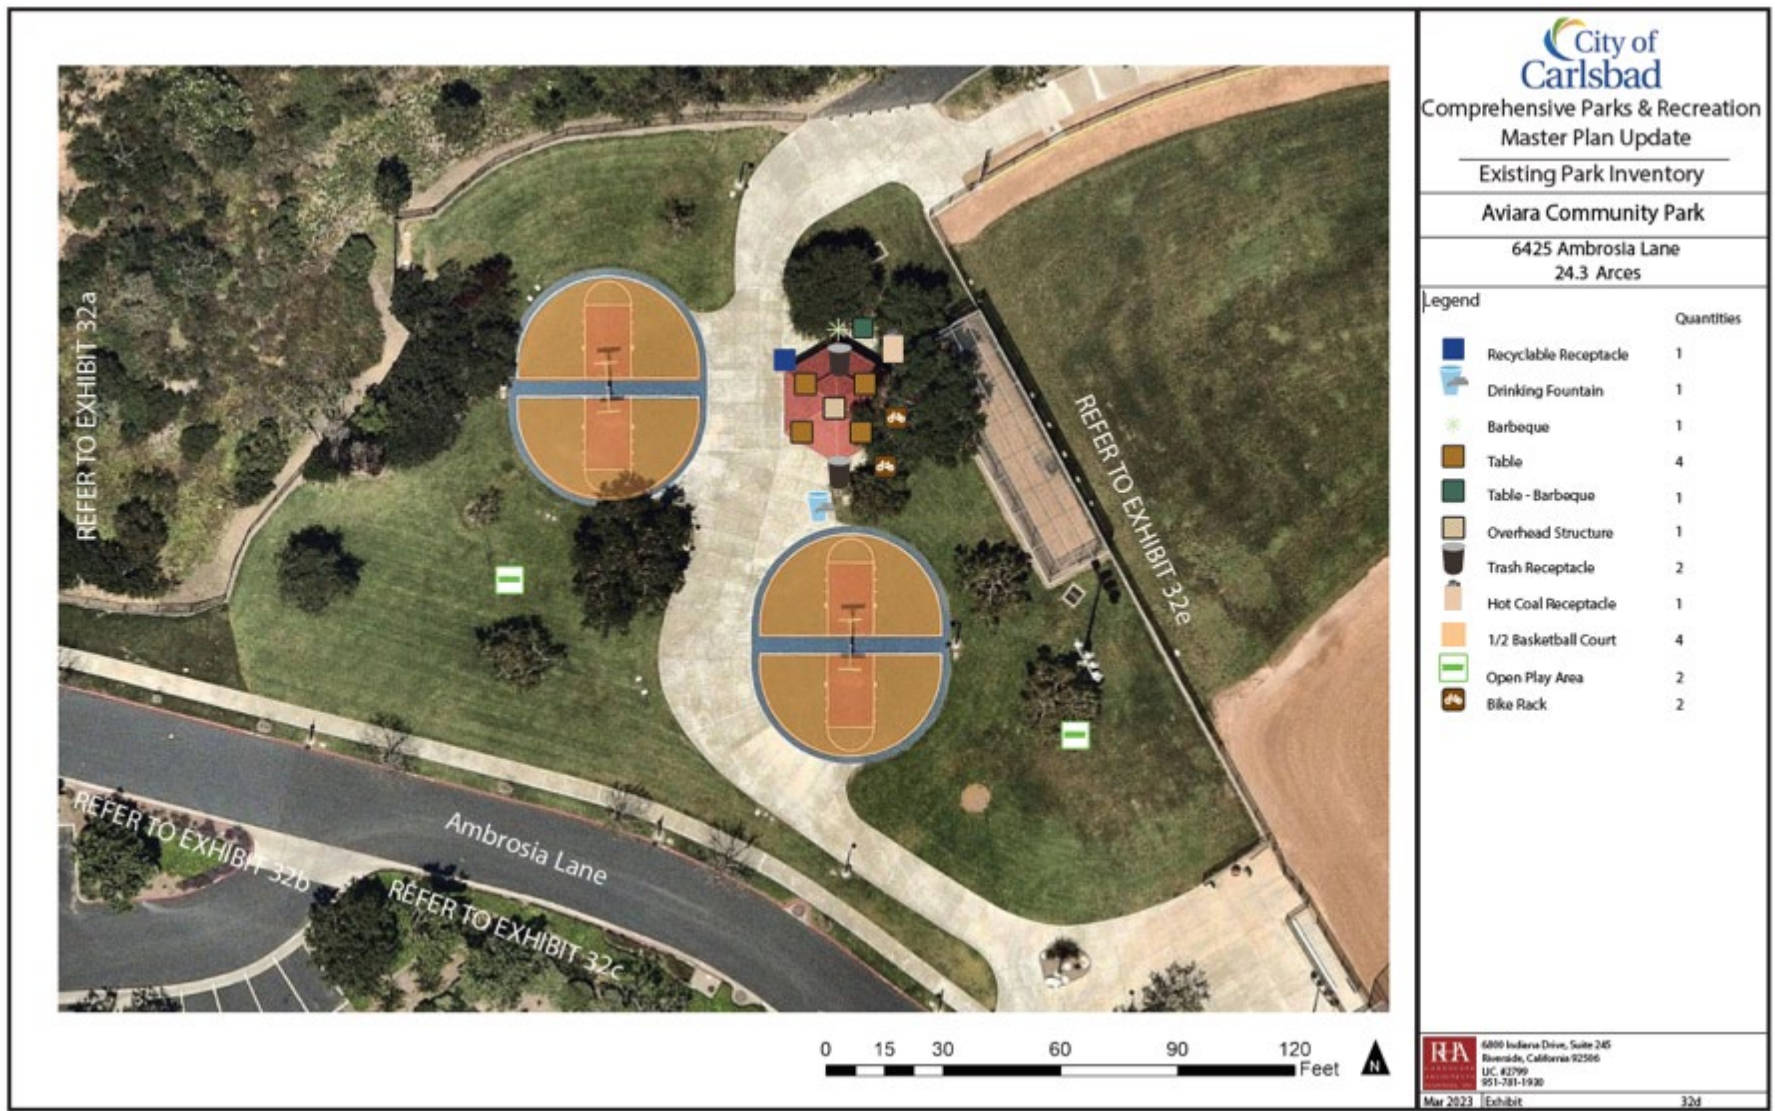 City of
Carlsbad
Comprehensive Parks & Recreation
Master Plan Update
Existing Park Inventory
Aviara Community Park
6425 Ambrosia Lane
24.3 Arces
Legend
Quantities
Recyclable Receptacle 1
Drinking Fountain 1
Barbeque 1
Table 4
Table - Barbeque 1
Overhead Structure 1
Trash Receptacle 2
Hot Coal Receptacle 1
1/2 Basketball Court 4
Open Play Area 2
Bike Rack 2
REFER TO EXHIBIT 32a
REFER TO EXHIBIT 32e
REFER TO EXHIBIT 32b
Ambrosia Lane
REFER TO EXHIBIT 32c
0 15 30 60 90 120
Feet
N
RHA
6800 Indiana Drive, Suite 245
Riverside, California 92506
LIC. #2799
951-781-1930
Mar 2023 Exhibit 32d